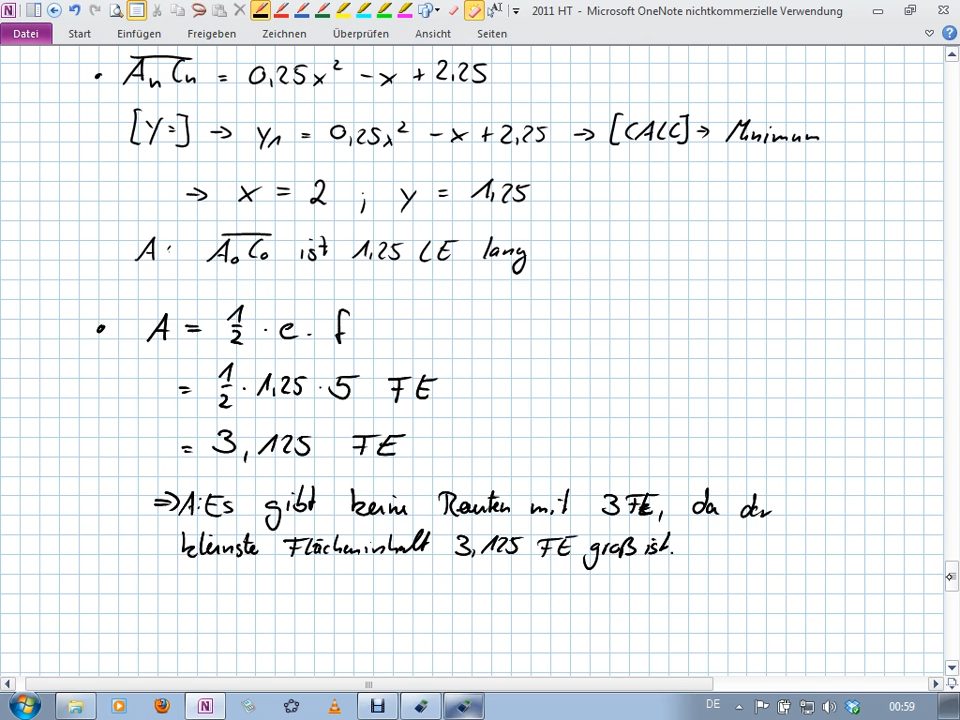 2011 HT - Microsoft OneNote nichtkommerzielle Verwendung
Datei Start Einfügen Freigeben Zeichnen Überprüfen Ansicht Seiten
• AₙCₙ = 0,25x² - x + 2,25
[Y=] → Y1 = 0,25x² - x + 2,25 → [CALC] → Minimum
→ x = 2 ; y = 1,25
A: A₀C₀ ist 1,25 LE lang
• A = 1/2 · e · f
= 1/2 · 1,25 · 5 FE
= 3,125 FE
⇒ A: Es gibt keine Rauten mit 3 FE, da der
kleinste Flächeninhalt 3,125 FE groß ist.
DE 00:59